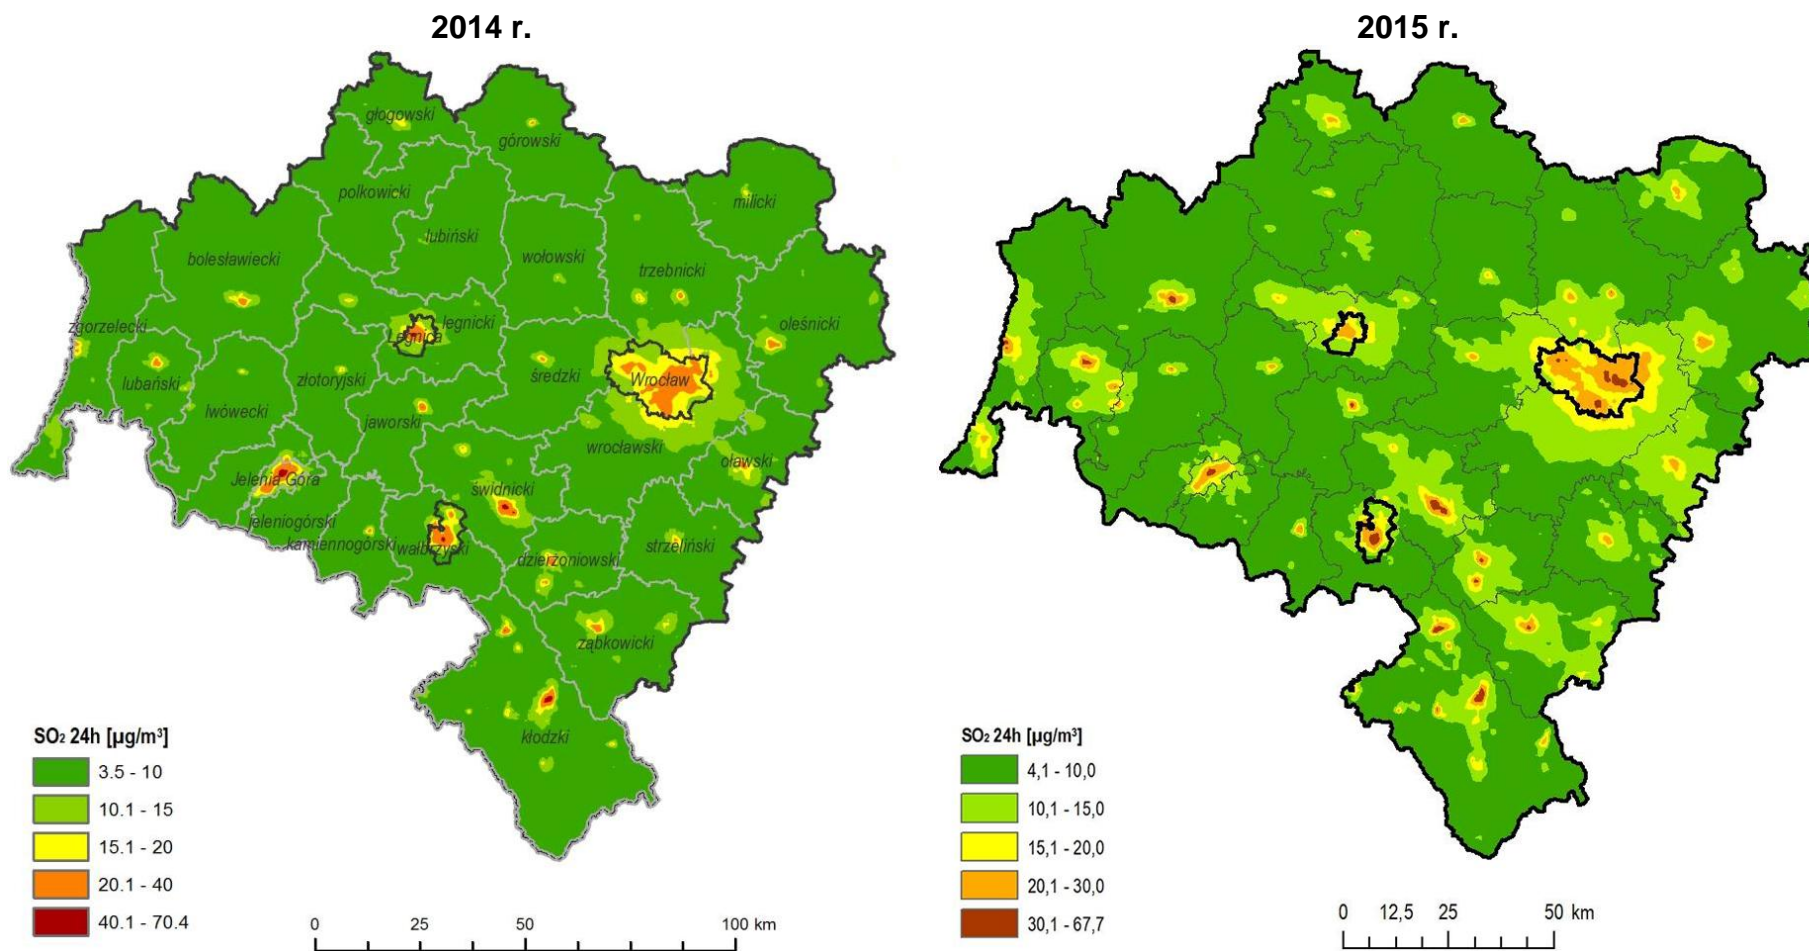 2014 r.
2015 r.
głogowski
górowski
polkowicki
milicki
lubiński
bolesławiecki
wołowski
trzebnicki
zgorzelecki
legnicki
Legnica
oleśnicki
lubański
złotoryjski
średzki
Wrocław
lwówecki
jaworski
wrocławski
oławski
Jelenia Góra
świdnicki
jeleniogórski
kamiennogórski
wałbrzyski
dzierżoniowski
strzeliński
ząbkowicki
kłodzki
SO₂ 24h [µg/m³]
3.5 - 10
10.1 - 15
15.1 - 20
20.1 - 40
40.1 - 70.4
0 25 50 100 km
SO₂ 24h [µg/m³]
4,1 - 10,0
10,1 - 15,0
15,1 - 20,0
20,1 - 30,0
30,1 - 67,7
0 12,5 25 50 km